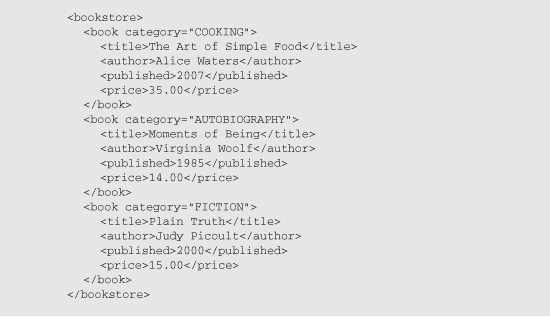 <bookstore>
<book category="COOKING">
<title>The Art of Simple Food</title>
<author>Alice Waters</author>
<published>2007</published>
<price>35.00</price>
</book>
<book category="AUTOBIOGRAPHY">
<title>Moments of Being</title>
<author>Virginia Woolf</author>
<published>1985</published>
<price>14.00</price>
</book>
<book category="FICTION">
<title>Plain Truth</title>
<author>Judy Picoult</author>
<published>2000</published>
<price>15.00</price>
</book>
</bookstore>